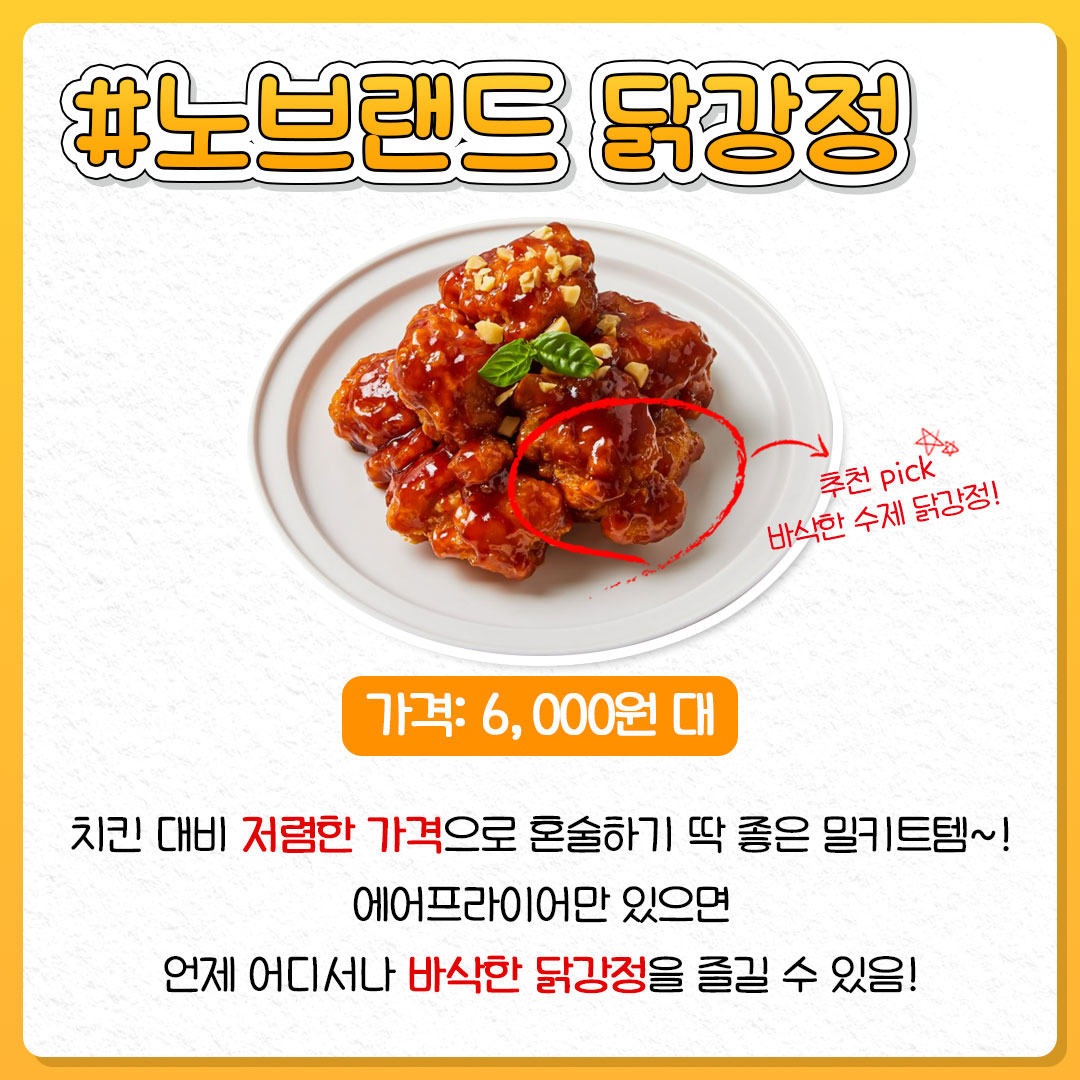 #노브랜드 닭강정
추천 pick
바삭한 수제 닭강정!
가격: 6,000원 대
치킨 대비 저렴한 가격으로 혼술하기 딱 좋은 밀키트템~!
에어프라이어만 있으면
언제 어디서나 바삭한 닭강정을 즐길 수 있음!